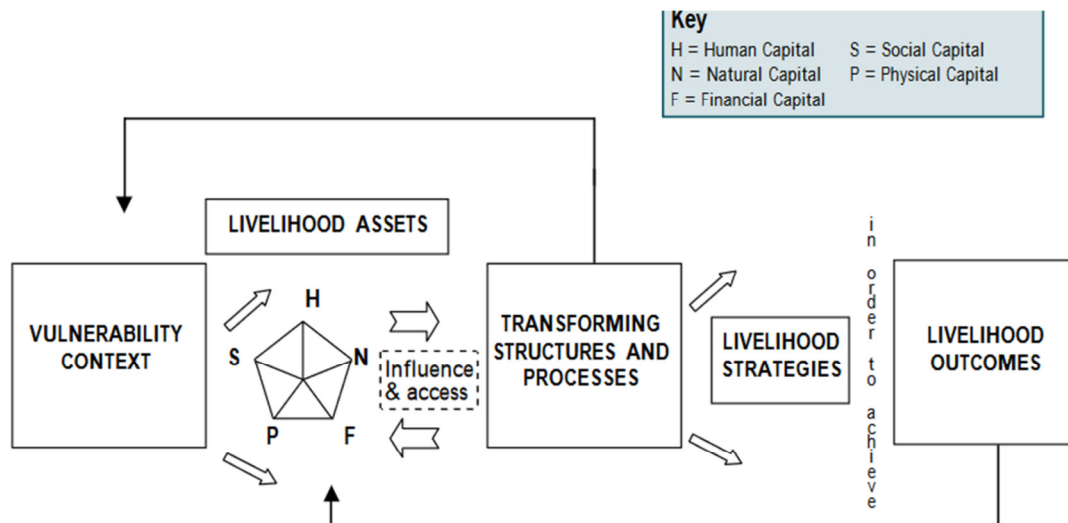 Key
H = Human Capital S = Social Capital
N = Natural Capital P = Physical Capital
F = Financial Capital
LIVELIHOOD ASSETS
VULNERABILITY
CONTEXT
H
S
N
P
F
Influence
& access
TRANSFORMING
STRUCTURES AND
PROCESSES
LIVELIHOOD
STRATEGIES
in order to achieve
LIVELIHOOD
OUTCOMES